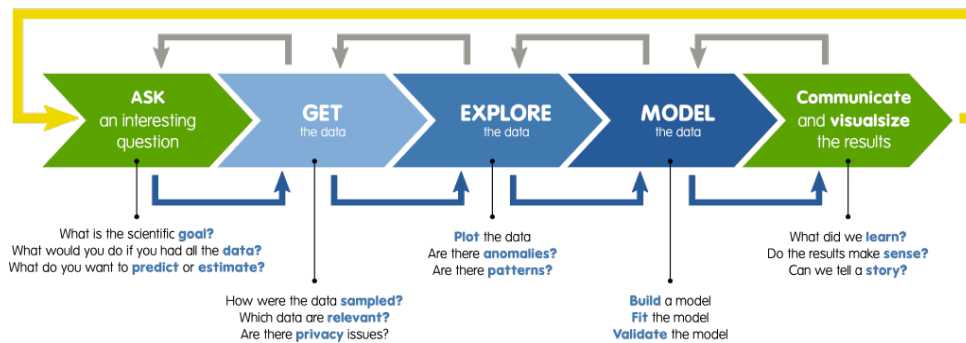 ASK
an interesting
question
GET
the data
EXPLORE
the data
MODEL
the data
Communicate
and visualsize
the results
What is the scientific goal?
What would you do if you had all the data?
What do you want to predict or estimate?
How were the data sampled?
Which data are relevant?
Are there privacy issues?
Plot the data
Are there anomalies?
Are there patterns?
Build a model
Fit the model
Validate the model
What did we learn?
Do the results make sense?
Can we tell a story?